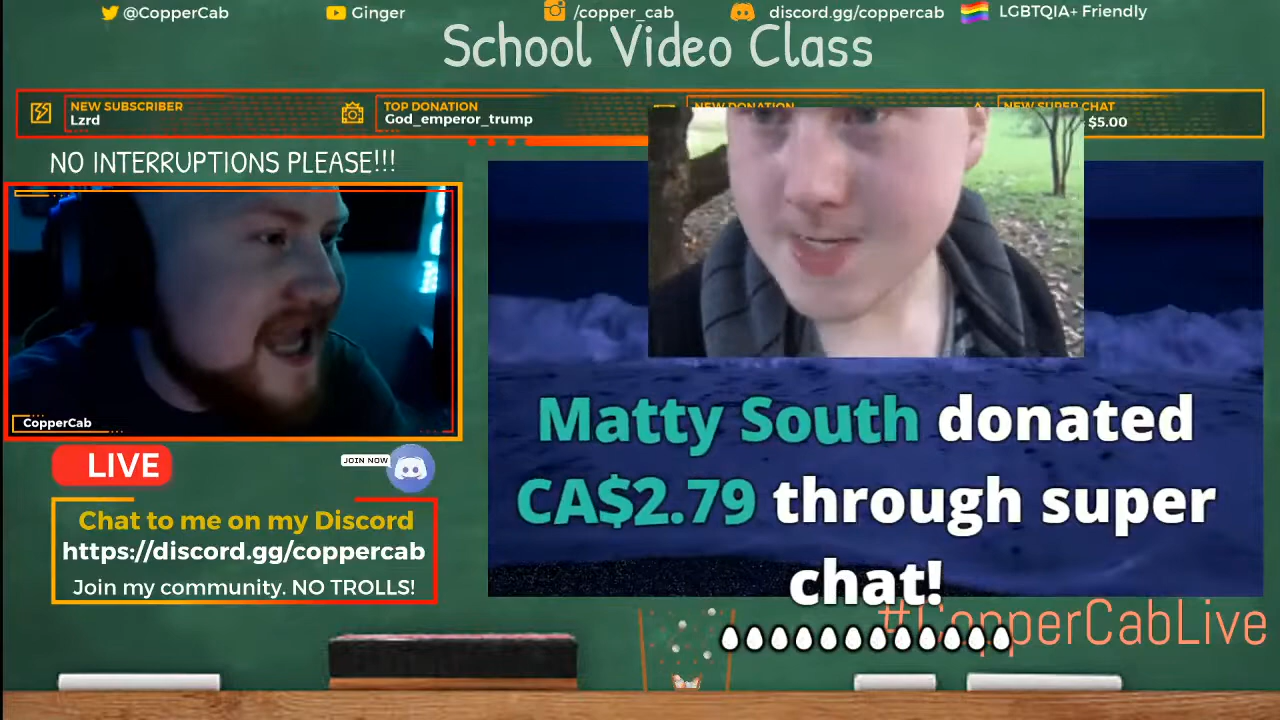 @CopperCab
Ginger
/copper_cab
discord.gg/coppercab
LGBTQIA+ Friendly
School Video Class
NEW SUBSCRIBER
Lzrd
TOP DONATION
God_emperor_trump
NEW DONATION
NEW SUPER CHAT
$5.00
NO INTERRUPTIONS PLEASE!!!
CopperCab
LIVE
JOIN NOW
Chat to me on my Discord
https://discord.gg/coppercab
Join my community. NO TROLLS!
Matty South donated
CA$2.79 through super
chat!
#CopperCabLive